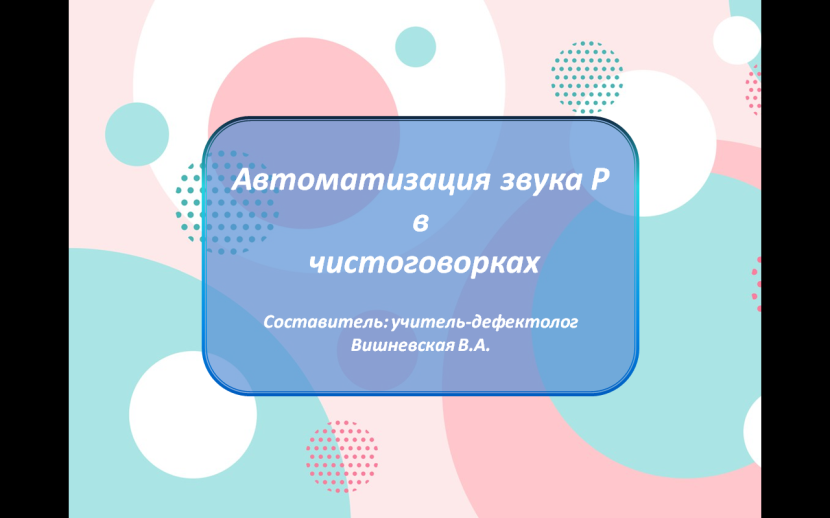 Автоматизация звука Р
в
чистоговорках
Составитель: учитель-дефектолог
Вишневская В.А.